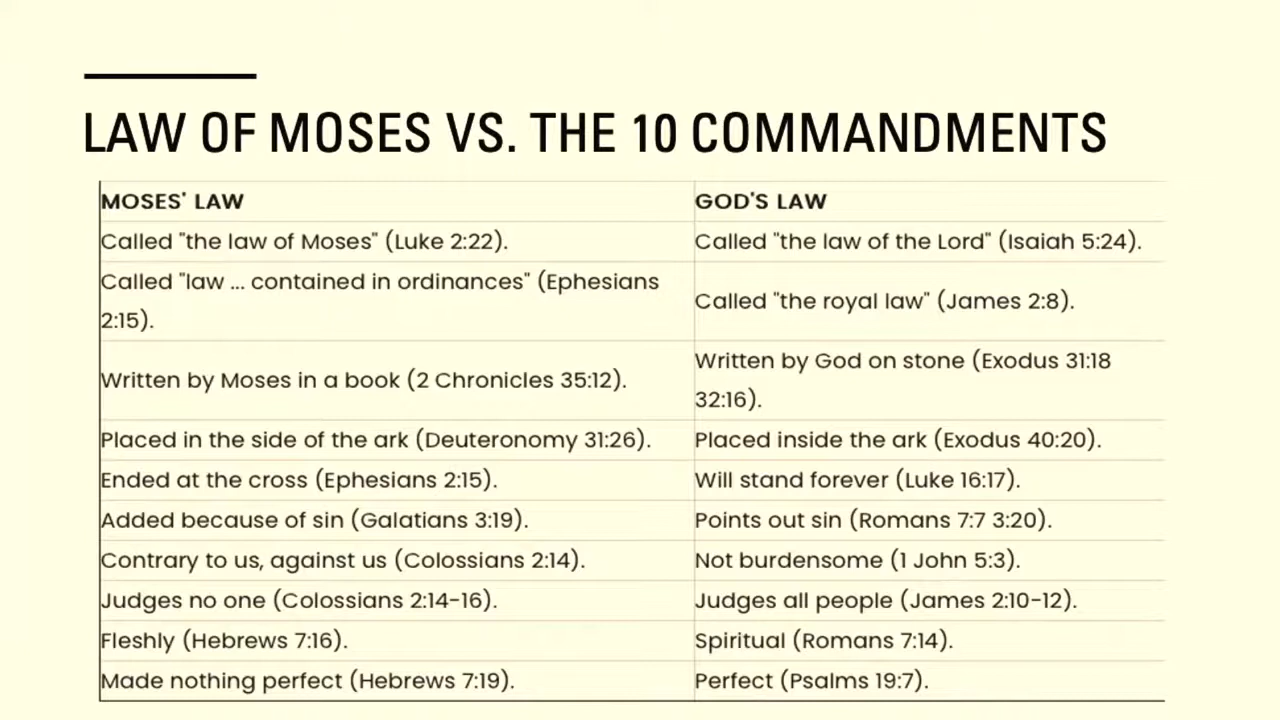 LAW OF MOSES VS. THE 10 COMMANDMENTS
MOSES' LAW
GOD'S LAW
Called "the law of Moses" (Luke 2:22).
Called "the law of the Lord" (Isaiah 5:24).
Called "law ... contained in ordinances" (Ephesians
2:15).
Called "the royal law" (James 2:8).
Written by Moses in a book (2 Chronicles 35:12).
Written by God on stone (Exodus 31:18
32:16).
Placed in the side of the ark (Deuteronomy 31:26).
Placed inside the ark (Exodus 40:20).
Ended at the cross (Ephesians 2:15).
Will stand forever (Luke 16:17).
Added because of sin (Galatians 3:19).
Points out sin (Romans 7:7 3:20).
Contrary to us, against us (Colossians 2:14).
Not burdensome (1 John 5:3).
Judges no one (Colossians 2:14-16).
Judges all people (James 2:10-12).
Fleshly (Hebrews 7:16).
Spiritual (Romans 7:14).
Made nothing perfect (Hebrews 7:19).
Perfect (Psalms 19:7).